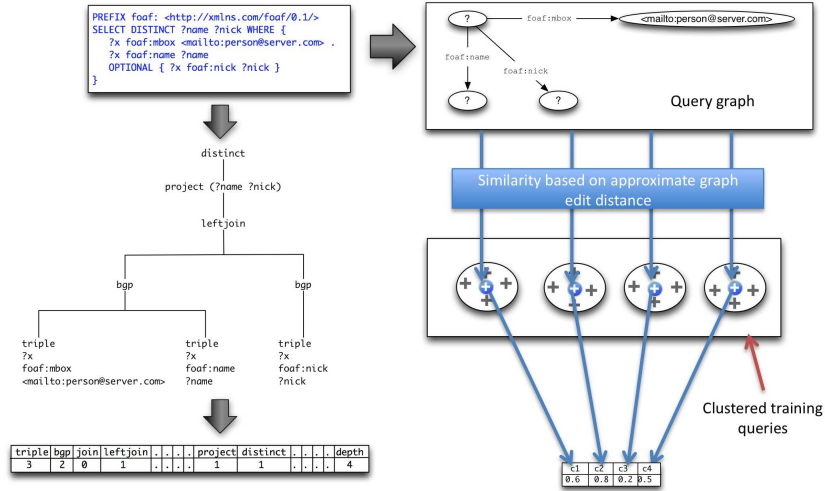 PREFIX foaf: <http://xmlns.com/foaf/0.1/>
SELECT DISTINCT ?name ?nick WHERE {
?x foaf:mbox <mailto:person@server.com> .
?x foaf:name ?name
OPTIONAL { ?x foaf:nick ?nick }
}
distinct
project (?name ?nick)
leftjoin
bgp bgp
triple triple triple
?x ?x ?x
foaf:mbox foaf:name foaf:nick
<mailto:person@server.com> ?name ?nick
triple bgp join leftjoin . . . . project distinct . . . . depth
3 2 0 1 . . . . 1 1 . . . . 4
? foaf:mbox <mailto:person@server.com>
foaf:name
foaf:nick
? ?
Query graph
Similarity based on approximate graph
edit distance
Clustered training
queries
c1 c2 c3 c4
0.6 0.8 0.2 0.5